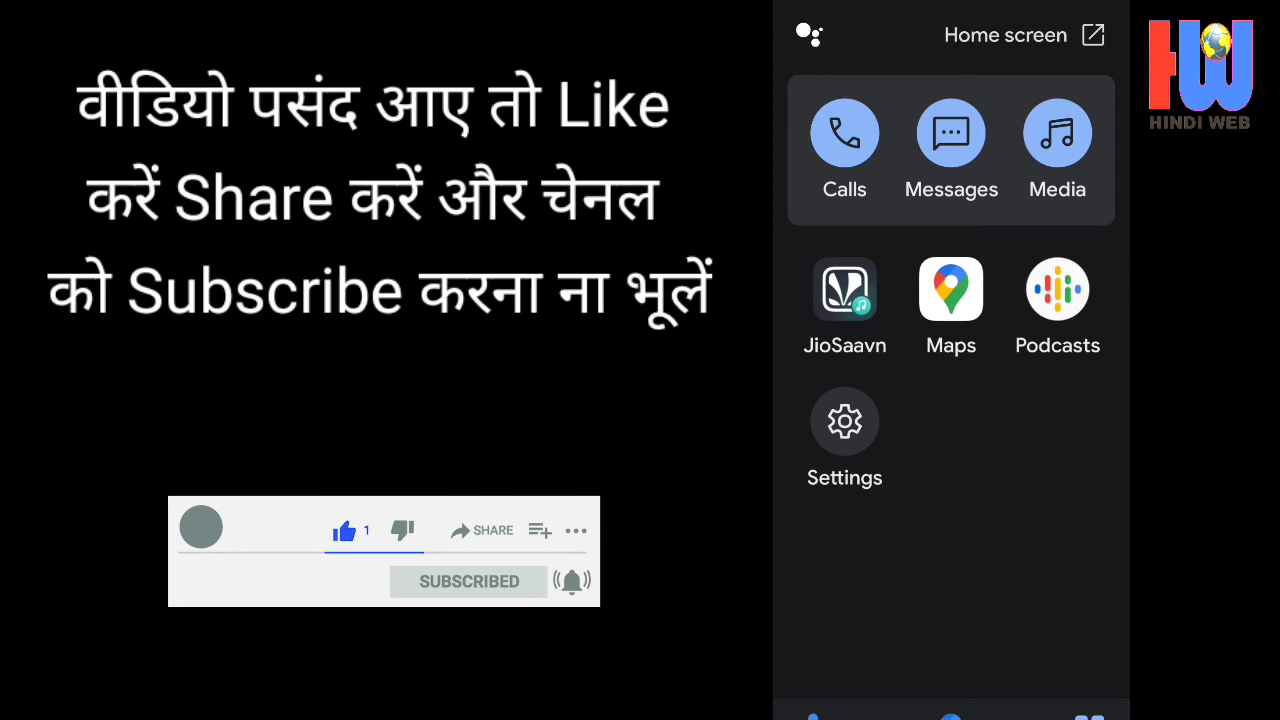 वीडियो पसंद आए तो Like
करें Share करें और चेनल
को Subscribe करना ना भूलें
1
SHARE
SUBSCRIBED
Home screen
Calls
Messages
Media
JioSaavn
Maps
Podcasts
Settings
HW
HINDI WEB